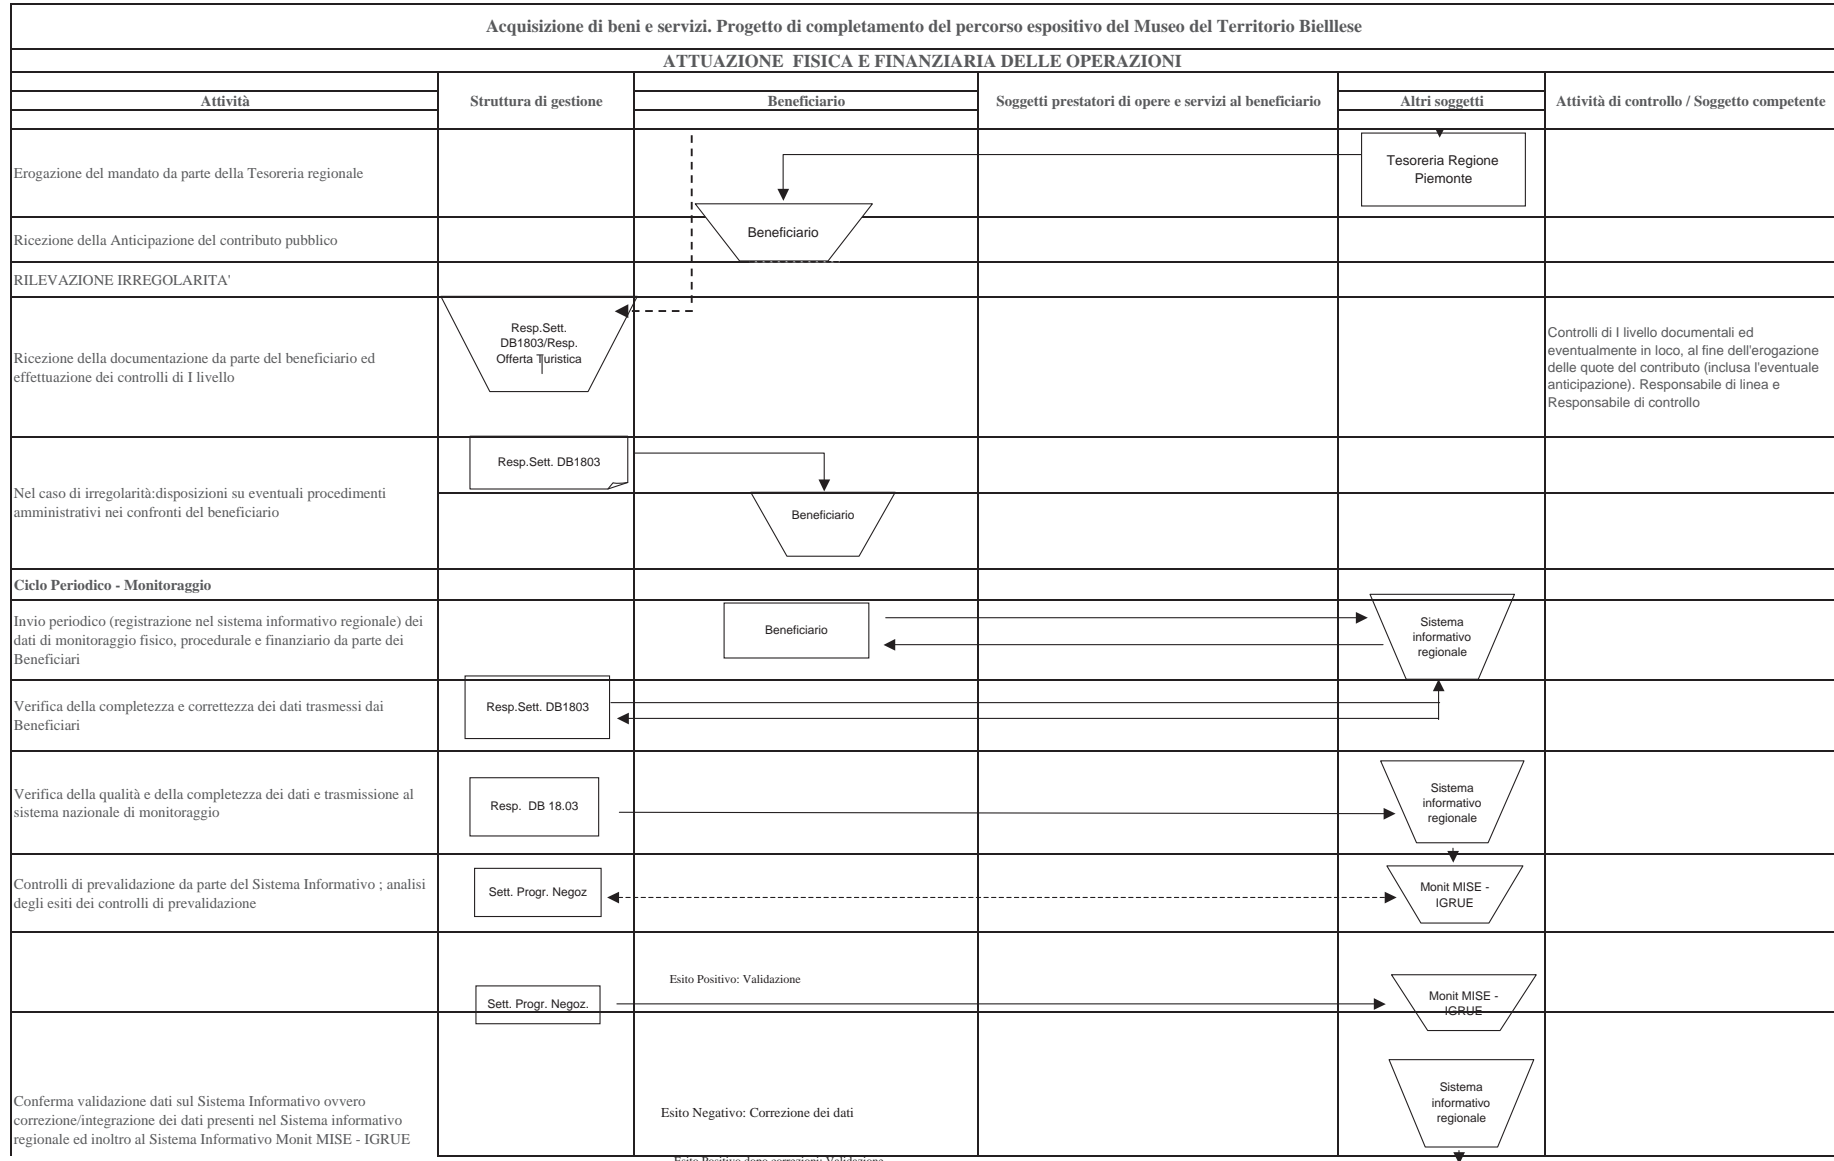 Acquisizione di beni e servizi. Progetto di completamento del percorso espositivo del Museo del Territorio Bielllese
ATTUAZIONE FISICA E FINANZIARIA DELLE OPERAZIONI
Attività
Struttura di gestione
Beneficiario
Soggetti prestatori di opere e servizi al beneficiario
Altri soggetti
Attività di controllo / Soggetto competente
Erogazione del mandato da parte della Tesoreria regionale
Tesoreria Regione
Piemonte
Ricezione della Anticipazione del contributo pubblico
Beneficiario
RILEVAZIONE IRREGOLARITA'
Ricezione della documentazione da parte del beneficiario ed
effettuazione dei controlli di I livello
Resp.Sett.
DB1803/Resp.
Offerta Turistica
Controlli di I livello documentali ed
eventualmente in loco, al fine dell'erogazione
delle quote del contributo (inclusa l'eventuale
anticipazione). Responsabile di linea e
Responsabile di controllo
Nel caso di irregolarità:disposizioni su eventuali procedimenti
amministrativi nei confronti del beneficiario
Resp.Sett. DB1803
Beneficiario
Ciclo Periodico - Monitoraggio
Invio periodico (registrazione nel sistema informativo regionale) dei
dati di monitoraggio fisico, procedurale e finanziario da parte dei
Beneficiari
Beneficiario
Sistema
informativo
regionale
Verifica della completezza e correttezza dei dati trasmessi dai
Beneficiari
Resp.Sett. DB1803
Verifica della qualità e della completezza dei dati e trasmissione al
sistema nazionale di monitoraggio
Resp. DB 18.03
Sistema
informativo
regionale
Controlli di prevalidazione da parte del Sistema Informativo ; analisi
degli esiti dei controlli di prevalidazione
Sett. Progr. Negoz
Monit MISE -
IGRUE
Esito Positivo: Validazione
Sett. Progr. Negoz.
Monit MISE -
IGRUE
Conferma validazione dati sul Sistema Informativo ovvero
correzione/integrazione dei dati presenti nel Sistema informativo
regionale ed inoltro al Sistema Informativo Monit MISE - IGRUE
Esito Negativo: Correzione dei dati
Sistema
informativo
regionale
Esito Positivo dopo correzioni: Validazione